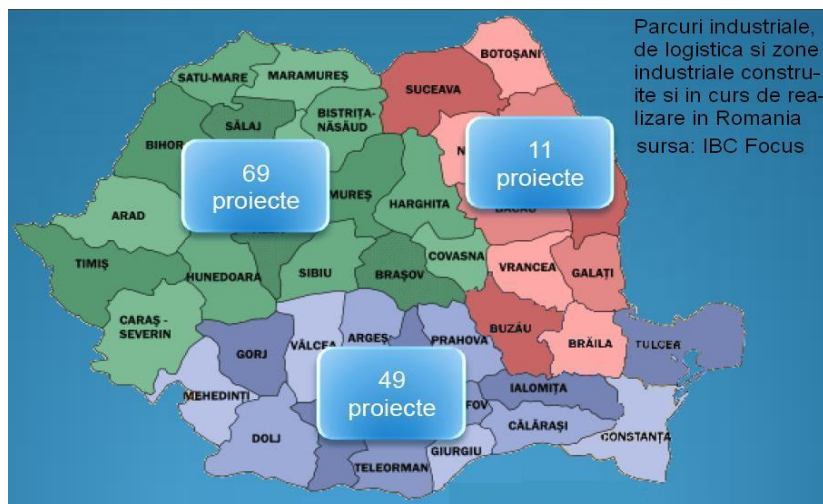 Parcuri industriale,
de logistica si zone
industriale constru-
ite si in curs de rea-
lizare in Romania
sursa: IBC Focus
BOTOȘANI
SATU-MARE
MARAMUREȘ
SUCEAVA
BISTRIȚA-
NĂSĂUD
SĂLAJ
BIHOR
69
proiecte
11
proiecte
MUREȘ
HARGHITA
BACĂU
ARAD
TIMIȘ
HUNEDOARA
SIBIU
BRAȘOV
COVASNA
VRANCEA
GALAȚI
CARAȘ -
SEVERIN
GORJ
VÂLCEA
ARGEȘ
PRAHOVA
BUZĂU
BRĂILA
TULCEA
49
proiecte
MEHEDINȚI
IALOMIȚA
FOV
DOLJ
CĂLĂRAȘI
CONSTANȚA
GIURGIU
TELEORMAN